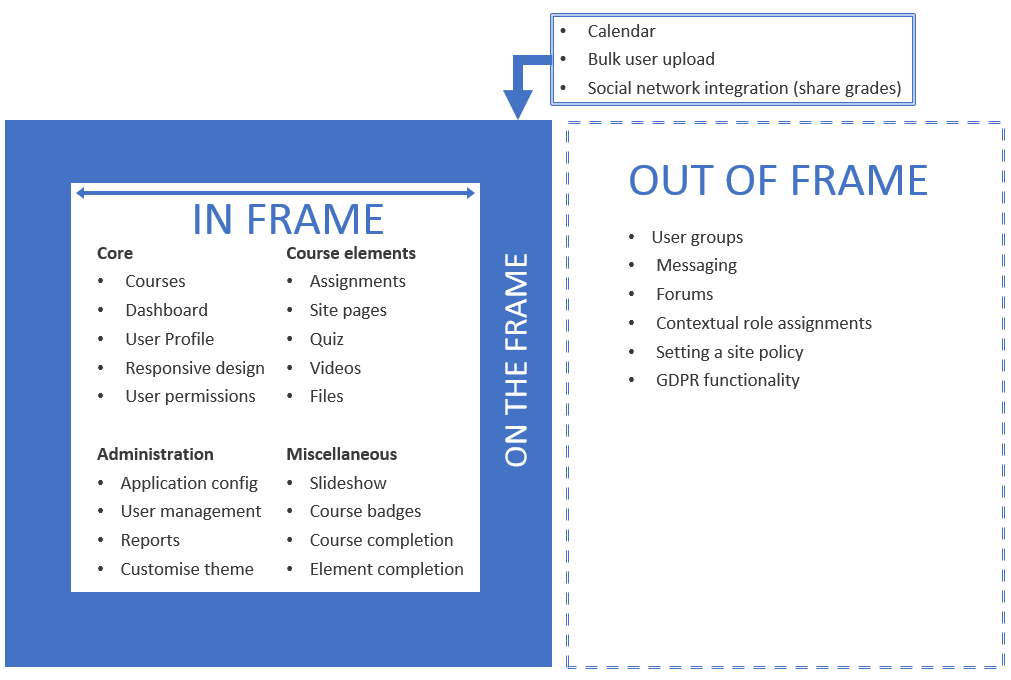 • Calendar
• Bulk user upload
• Social network integration (share grades)
IN FRAME
Core
• Courses
• Dashboard
• User Profile
• Responsive design
• User permissions
Course elements
• Assignments
• Site pages
• Quiz
• Videos
• Files
Administration
• Application config
• User management
• Reports
• Customise theme
Miscellaneous
• Slideshow
• Course badges
• Course completion
• Element completion
ON THE FRAME
OUT OF FRAME
• User groups
• Messaging
• Forums
• Contextual role assignments
• Setting a site policy
• GDPR functionality